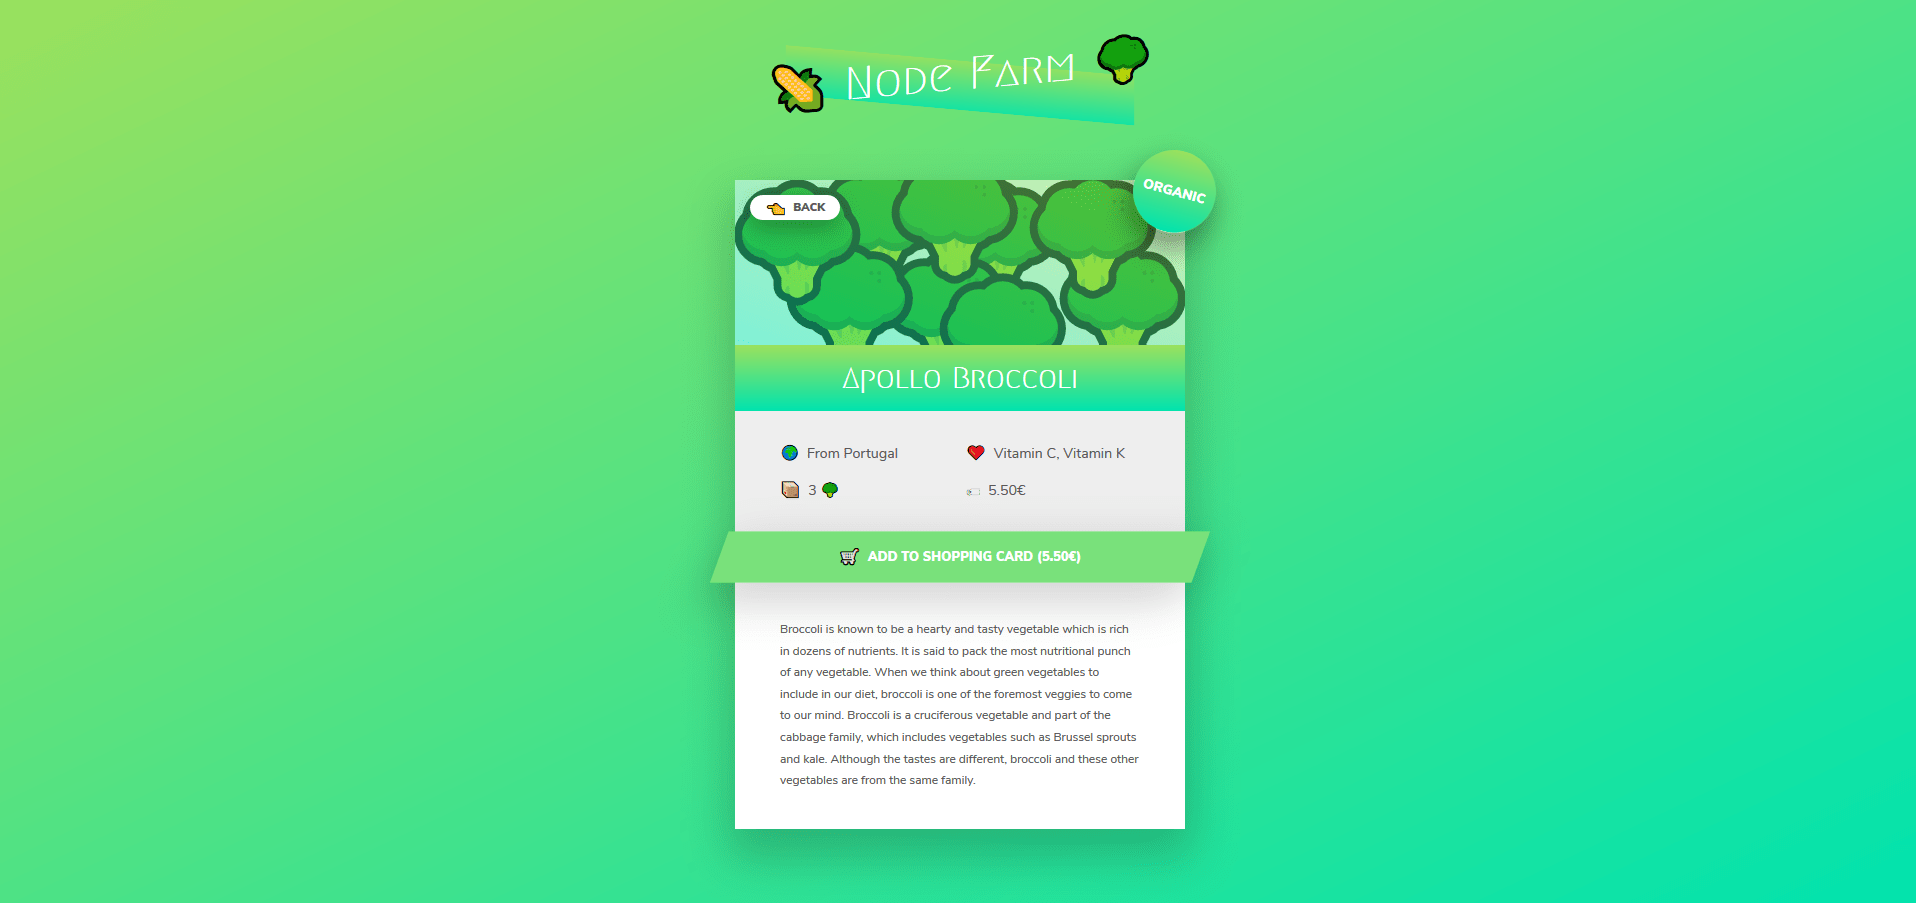 Node Farm
ORGANIC
BACK
Apollo Broccoli
From Portugal
Vitamin C, Vitamin K
3
5.50€
ADD TO SHOPPING CARD (5.50€)
Broccoli is known to be a hearty and tasty vegetable which is rich
in dozens of nutrients. It is said to pack the most nutritional punch
of any vegetable. When we think about green vegetables to
include in our diet, broccoli is one of the foremost veggies to come
to our mind. Broccoli is a cruciferous vegetable and part of the
cabbage family, which includes vegetables such as Brussel sprouts
and kale. Although the tastes are different, broccoli and these other
vegetables are from the same family.